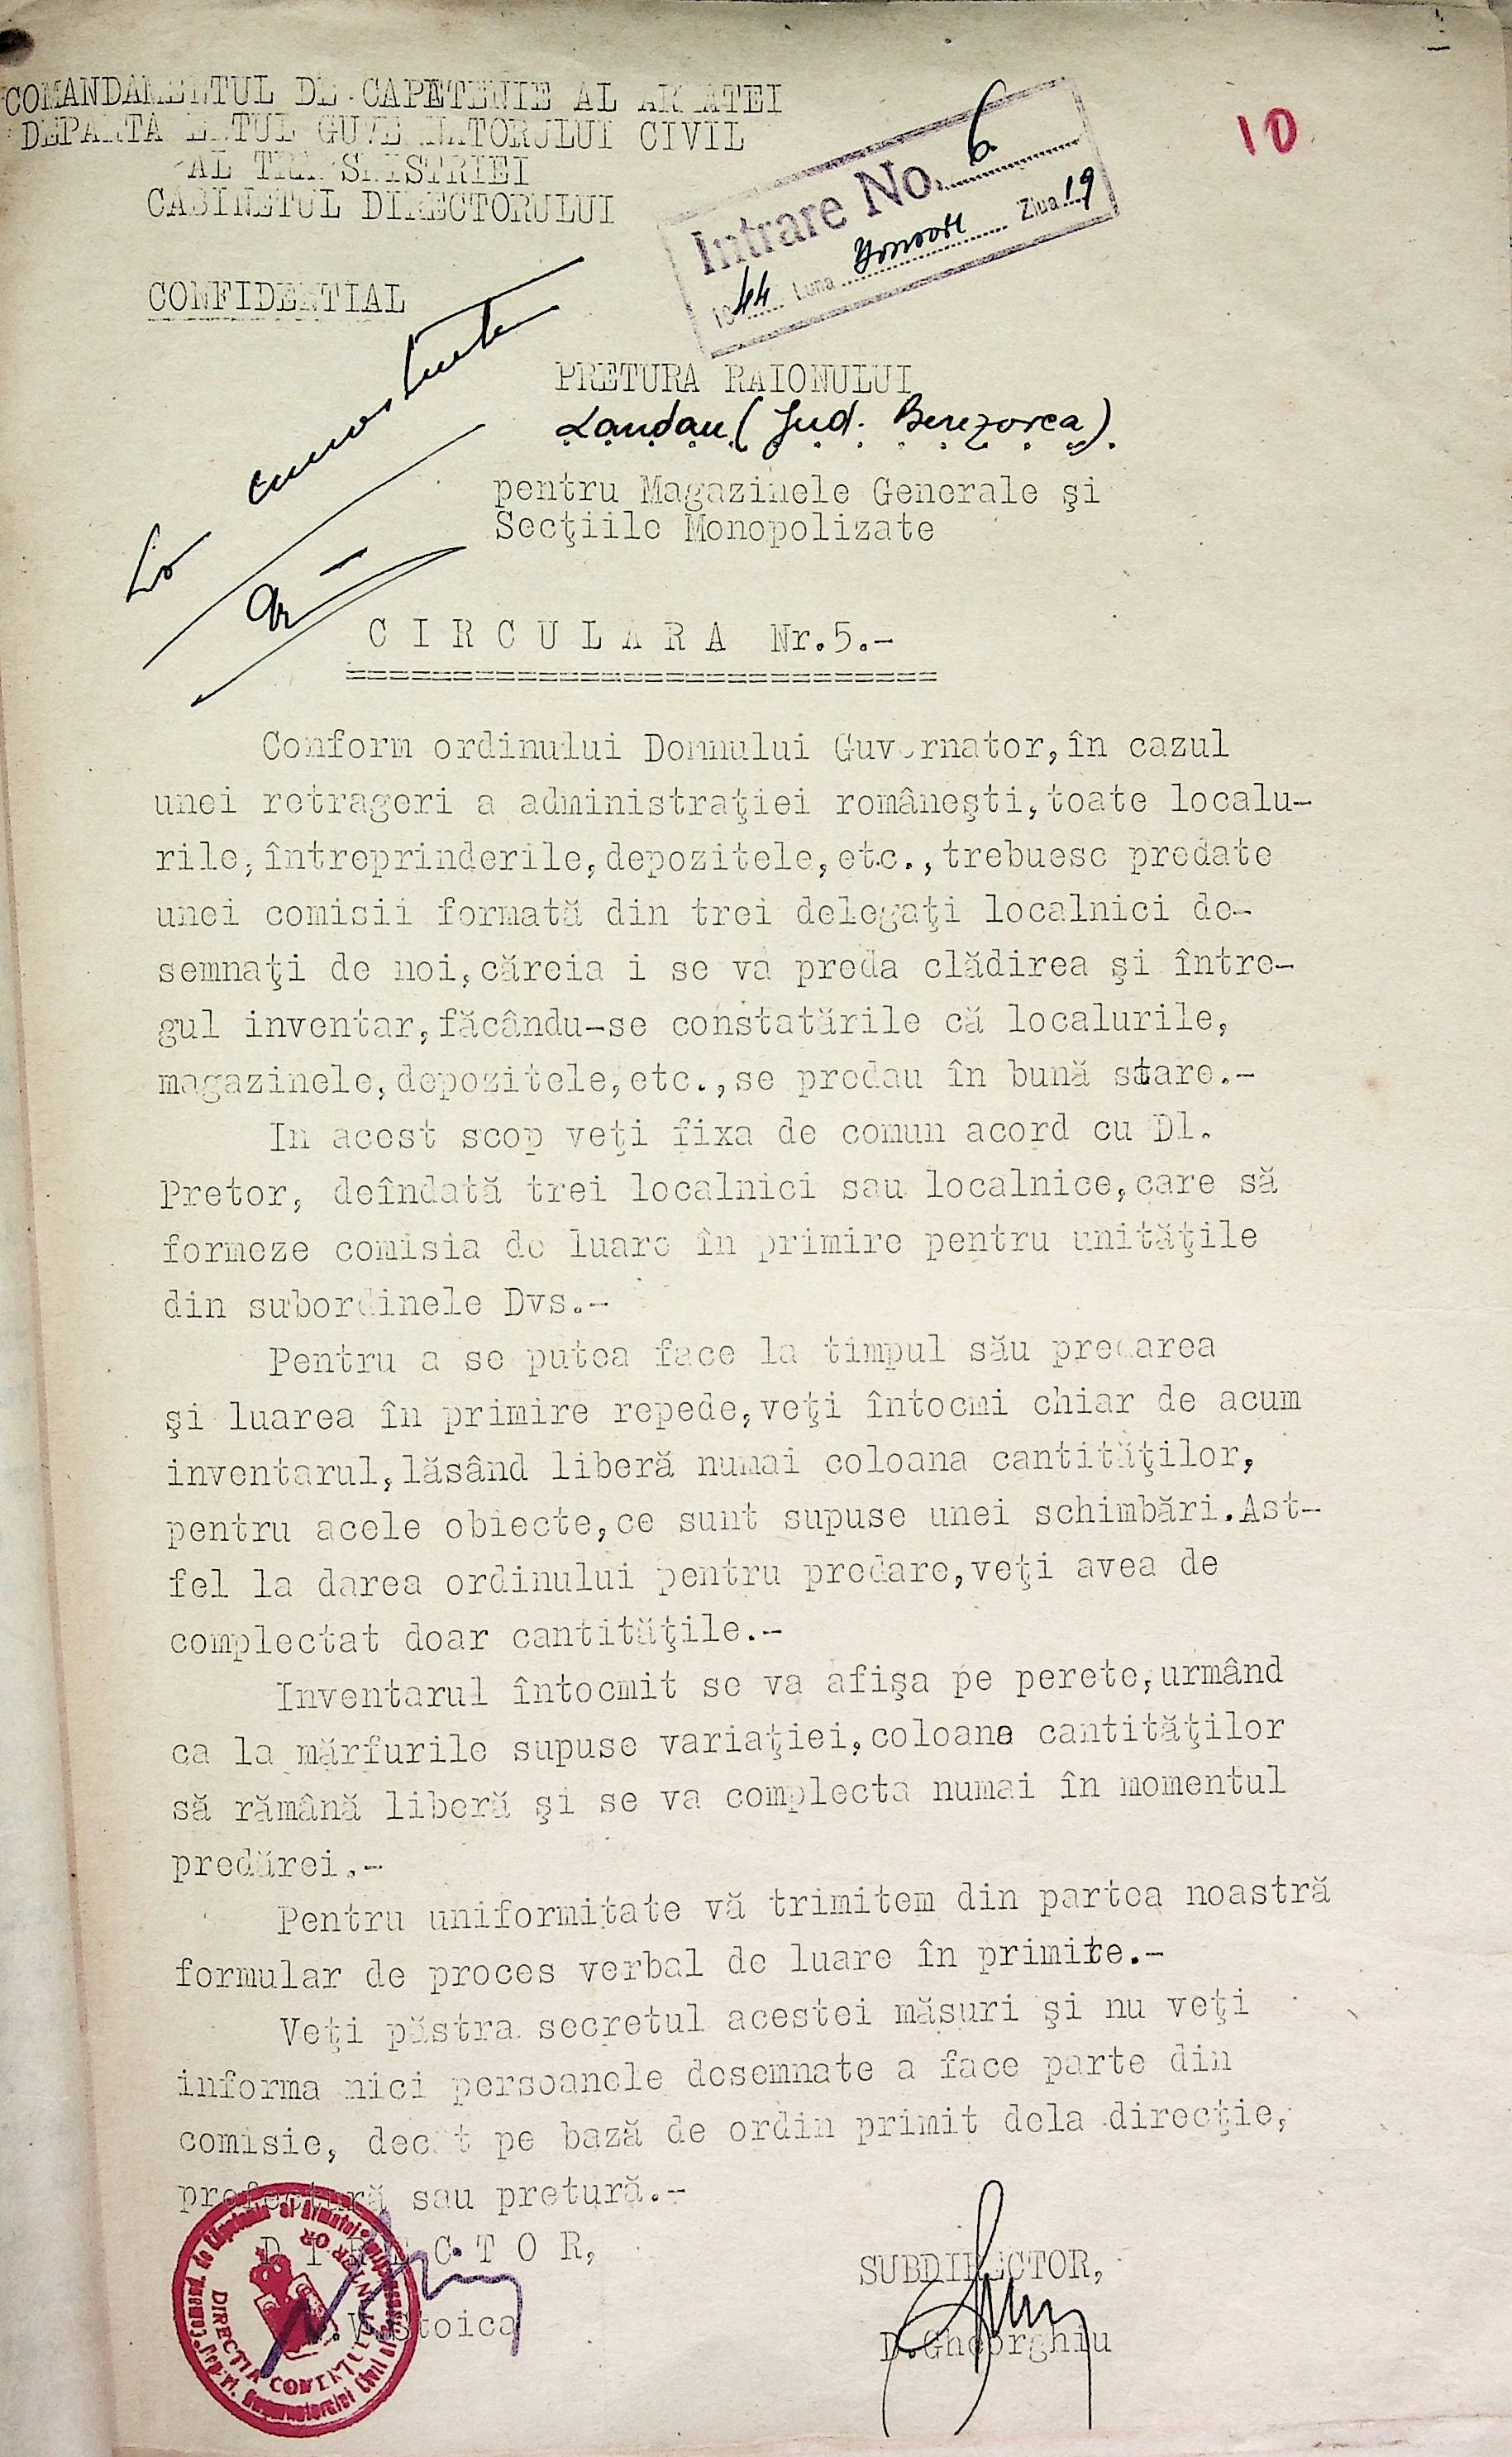 COMANDAMENTUL DE CAPETENIE AL ARMATEI
DEPARTAMENTUL GUVERNATORULUI CIVIL
AL TRANSNISTRIEI
CABINETUL DIRECTORULUI
10
Intrare No. 6
1944 Luna Ianuarie Ziua 19
CONFIDENTIAL
La cunostinta
PRETURA RAIONULUI
Landau (Jud. Berezovca)
pentru Magazinele Generale şi
Secţiile Monopolizate
CIRCULARA Nr.5.-
Conform ordinului Domnului Guvernator, în cazul
unei retrageri a administraţiei româneşti, toate localu-
rile, întreprinderile, depozitele, etc., trebuesc predate
unei comisii formată din trei delegaţi localnici de-
semnaţi de noi, căreia i se va preda clădirea şi între-
gul inventar, făcându-se constatările că localurile,
magazinele, depozitele, etc., se predau în bună stare.-
In acest scop veţi fixa de comun acord cu Dl.
Pretor, deîndată trei localnici sau localnice, care să
formeze comisia de luare în primire pentru unităţile
din subordinele Dvs.-
Pentru a se putea face la timpul său predarea
şi luarea în primire repede, veţi întocmi chiar de acum
inventarul, lăsând liberă numai coloana cantităţilor,
pentru acele obiecte, ce sunt supuse unei schimbări. Ast-
fel la darea ordinului pentru predare, veţi avea de
complectat doar cantităţile.-
Inventarul întocmit se va afişa pe perete, urmând
ca la mărfurile supuse variaţiei, coloana cantităţilor
să rămână liberă şi se va complecta numai în momentul
predărei.-
Pentru uniformitate vă trimitem din partea noastră
formular de proces verbal de luare în primire.-
Veţi păstra secretul acestei măsuri şi nu veţi
informa nici persoanele desemnate a face parte din
comisie, decât pe bază de ordin primit dela direcţie,
prefectură sau pretură.-
DIRECTOR,
V. Stoica
SUBDIRECTOR,
D. Gheorghiu